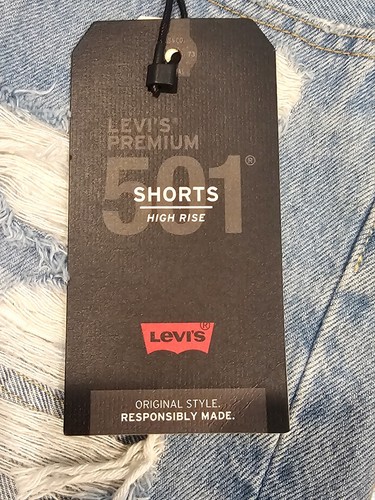 LEVI'S®
PREMIUM
501®
SHORTS
HIGH RISE
LEVI'S®
ORIGINAL STYLE.
RESPONSIBLY MADE.